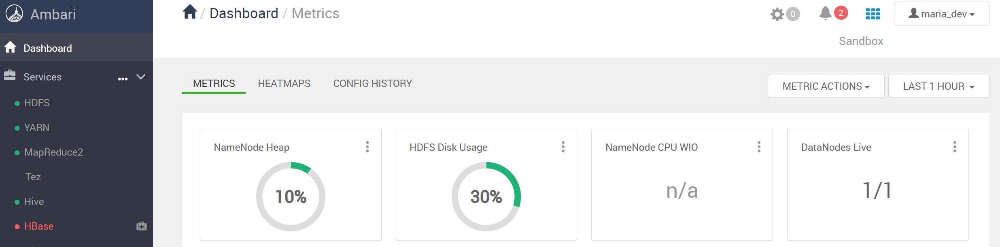 Ambari
/ Dashboard / Metrics
0
2
maria_dev
Sandbox
Dashboard
Services
HDFS
YARN
MapReduce2
Tez
Hive
HBase
METRICS
HEATMAPS
CONFIG HISTORY
METRIC ACTIONS
LAST 1 HOUR
NameNode Heap
10%
HDFS Disk Usage
30%
NameNode CPU WIO
n/a
DataNodes Live
1/1